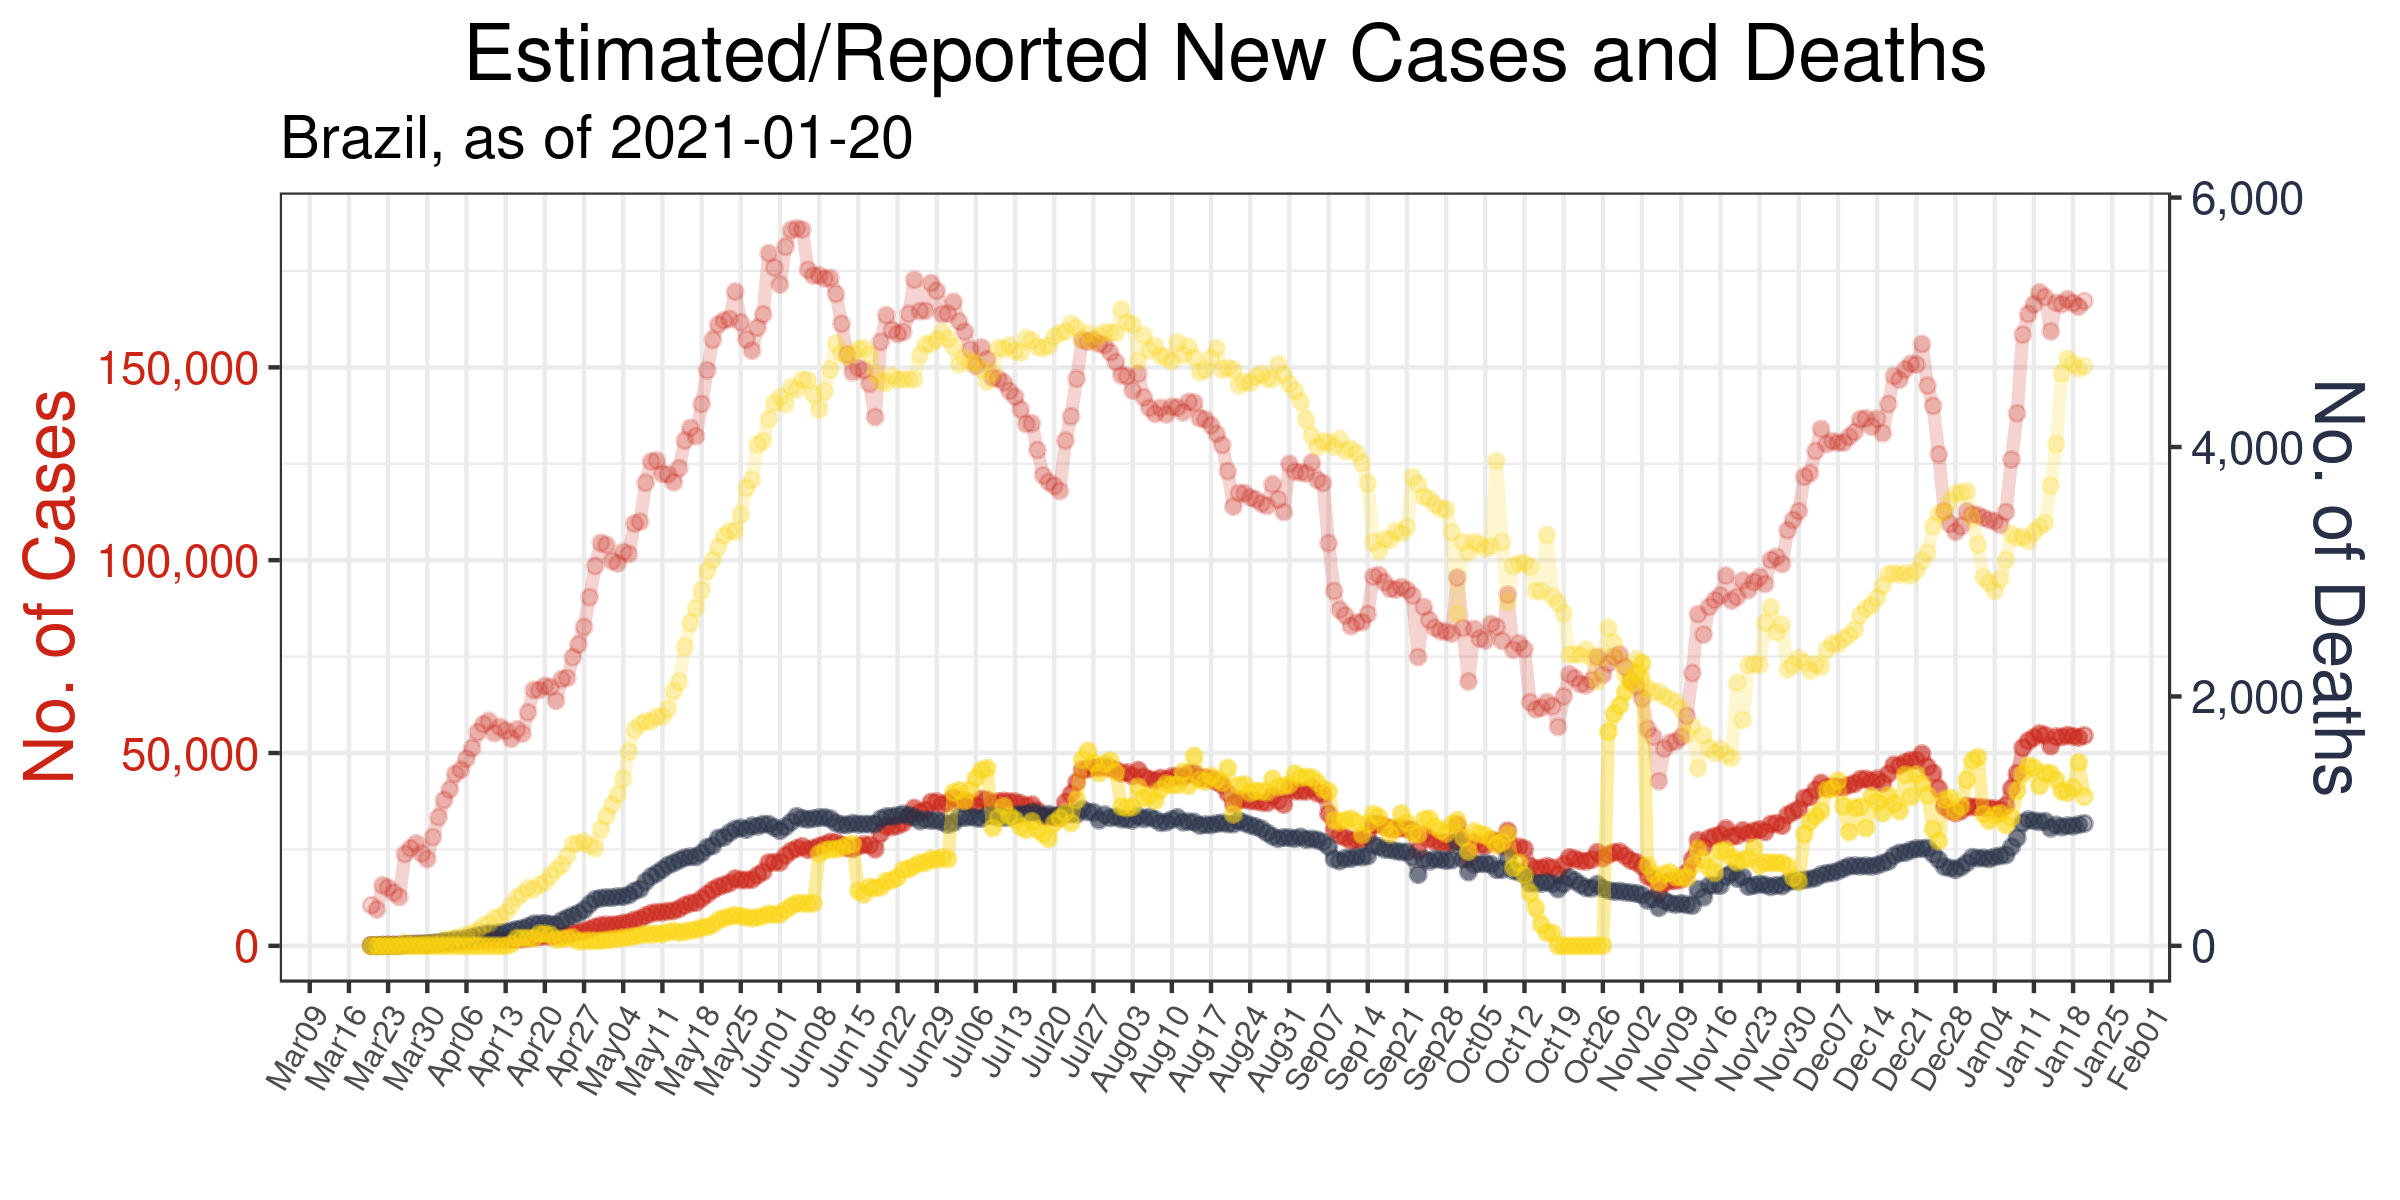 Estimated/Reported New Cases and Deaths
Brazil, as of 2021-01-20
No. of Cases
150,000
100,000
50,000
0
6,000
4,000
2,000
0
No. of Deaths
Mar09
Mar16
Mar23
Mar30
Apr06
Apr13
Apr20
Apr27
May04
May11
May18
May25
Jun01
Jun08
Jun15
Jun22
Jun29
Jul06
Jul13
Jul20
Jul27
Aug03
Aug10
Aug17
Aug24
Aug31
Sep07
Sep14
Sep21
Sep28
Oct05
Oct12
Oct19
Oct26
Nov02
Nov09
Nov16
Nov23
Nov30
Dec07
Dec14
Dec21
Dec28
Jan04
Jan11
Jan18
Jan25
Feb01